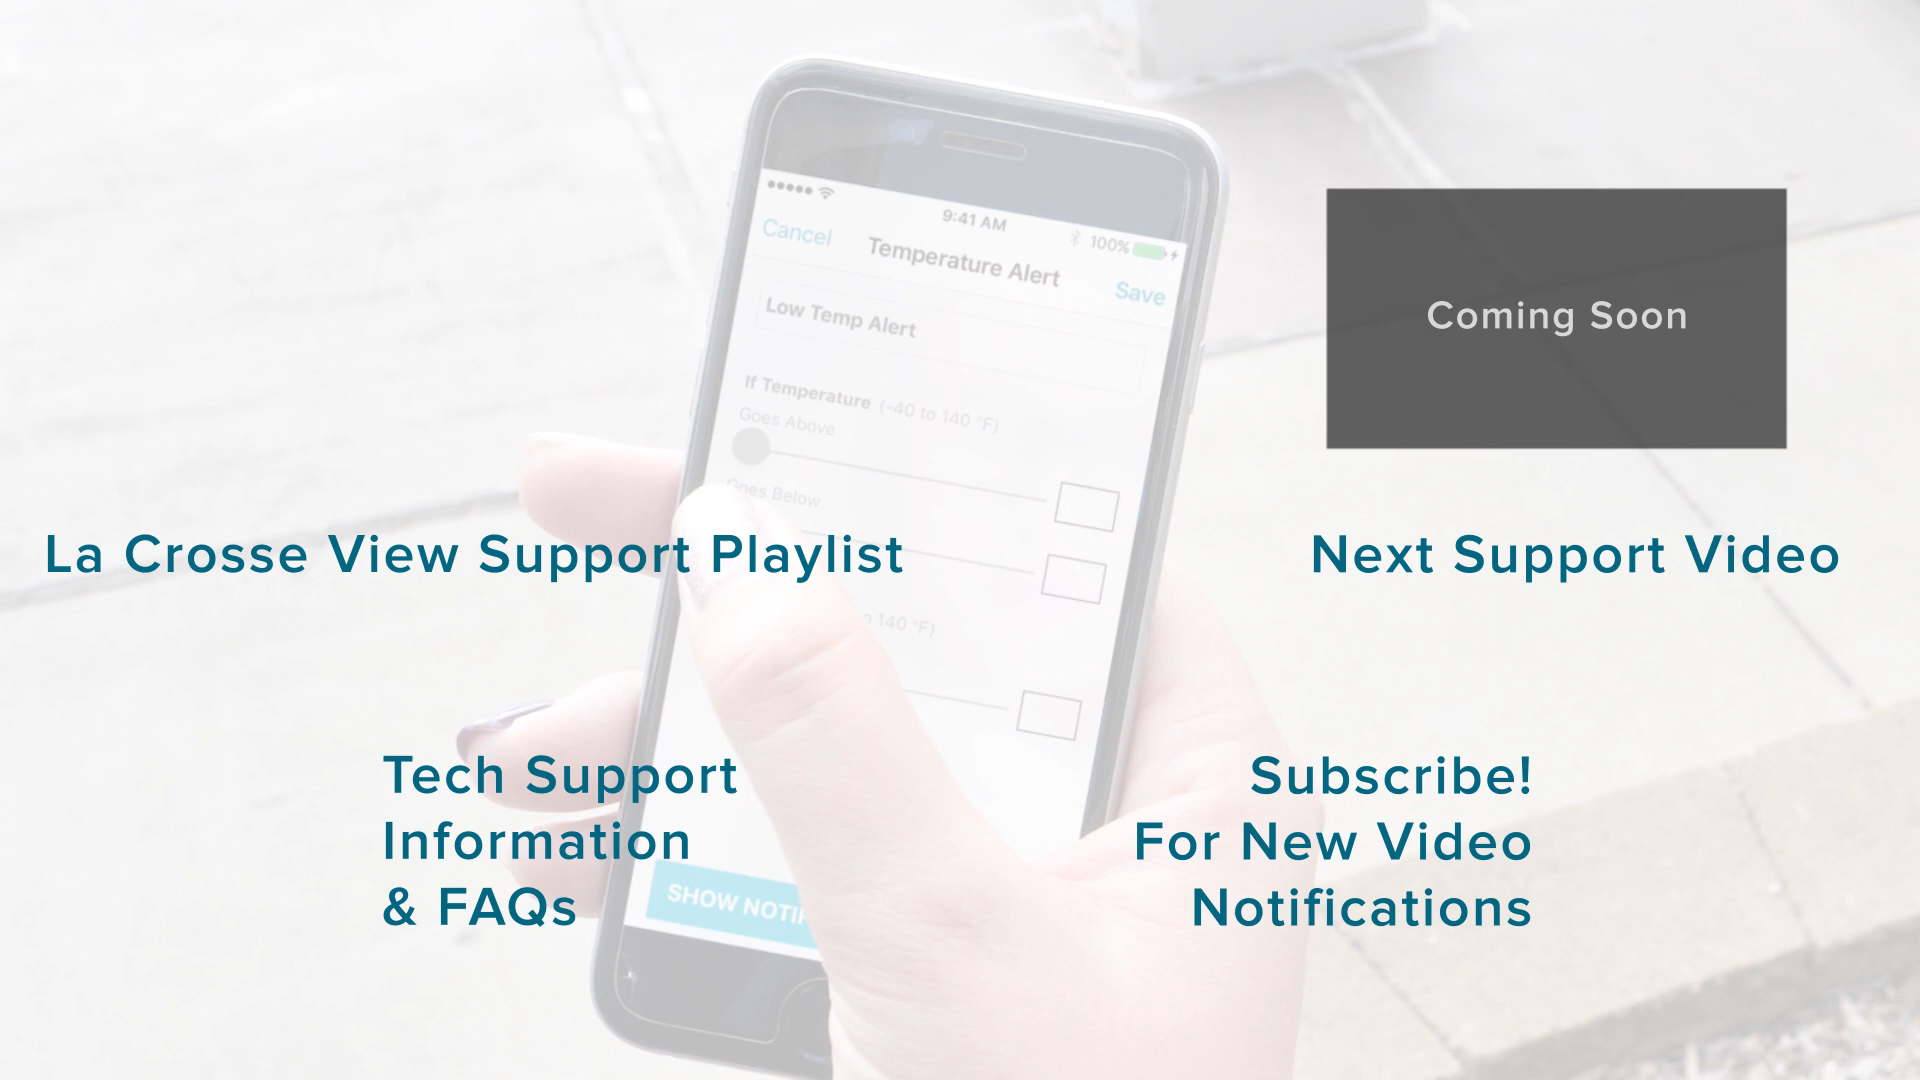 9:41 AM
100%
Cancel
Temperature Alert
Save
Low Temp Alert
If Temperature (-40 to 140 °F)
Goes Above
Goes Below
140 °F)
SHOW
Coming Soon
La Crosse View Support Playlist
Next Support Video
Tech Support
Information
& FAQs
Subscribe!
For New Video
Notifications